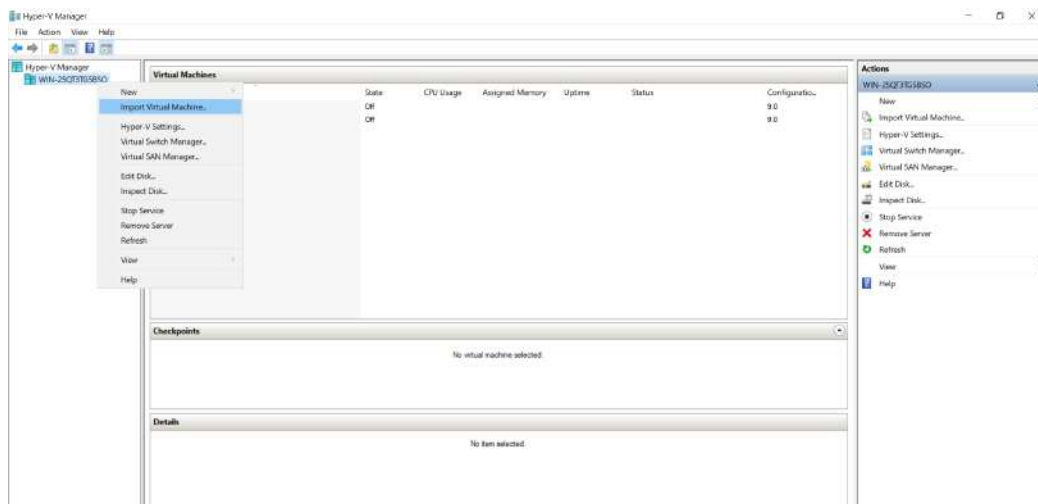 Hyper-V Manager
File Action View Help
Hyper-V Manager
WIN-2SQT3TG5BSO
New
Import Virtual Machine...
Hyper-V Settings...
Virtual Switch Manager...
Virtual SAN Manager...
Edit Disk...
Inspect Disk...
Stop Service
Remove Server
Refresh
View
Help
Virtual Machines
State CPU Usage Assigned Memory Uptime Status Configuratio...
Off 9.0
Off 9.0
Checkpoints
No virtual machine selected.
Details
No item selected.
Actions
WIN-2SQT3TG5BSO
New
Import Virtual Machine...
Hyper-V Settings...
Virtual Switch Manager...
Virtual SAN Manager...
Edit Disk...
Inspect Disk...
Stop Service
Remove Server
Refresh
View
Help